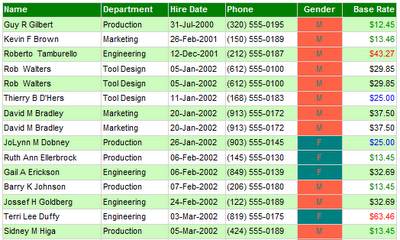 Name Department Hire Date Phone Gender Base Rate
Guy R Gilbert Production 31-Jul-2000 (320) 555-0195 M $12.45
Kevin F Brown Marketing 26-Feb-2001 (150) 555-0189 M $13.46
Roberto Tamburello Engineering 12-Dec-2001 (212) 555-0187 M $43.27
Rob Walters Tool Design 05-Jan-2002 (612) 555-0100 M $29.85
Rob Walters Tool Design 05-Jan-2002 (612) 555-0100 M $29.85
Thierry B D'Hers Tool Design 11-Jan-2002 (168) 555-0183 M $25.00
David M Bradley Marketing 20-Jan-2002 (913) 555-0172 M $37.50
David M Bradley Marketing 20-Jan-2002 (913) 555-0172 M $37.50
JoLynn M Dobney Production 26-Jan-2002 (903) 555-0145 F $25.00
Ruth Ann Ellerbrock Production 06-Feb-2002 (145) 555-0130 F $13.45
Gail A Erickson Engineering 06-Feb-2002 (849) 555-0139 F $32.69
Barry K Johnson Production 07-Feb-2002 (206) 555-0180 M $13.45
Jossef H Goldberg Engineering 24-Feb-2002 (122) 555-0189 M $32.69
Terri Lee Duffy Engineering 03-Mar-2002 (819) 555-0175 F $63.46
Sidney M Higa Production 05-Mar-2002 (424) 555-0189 M $13.45